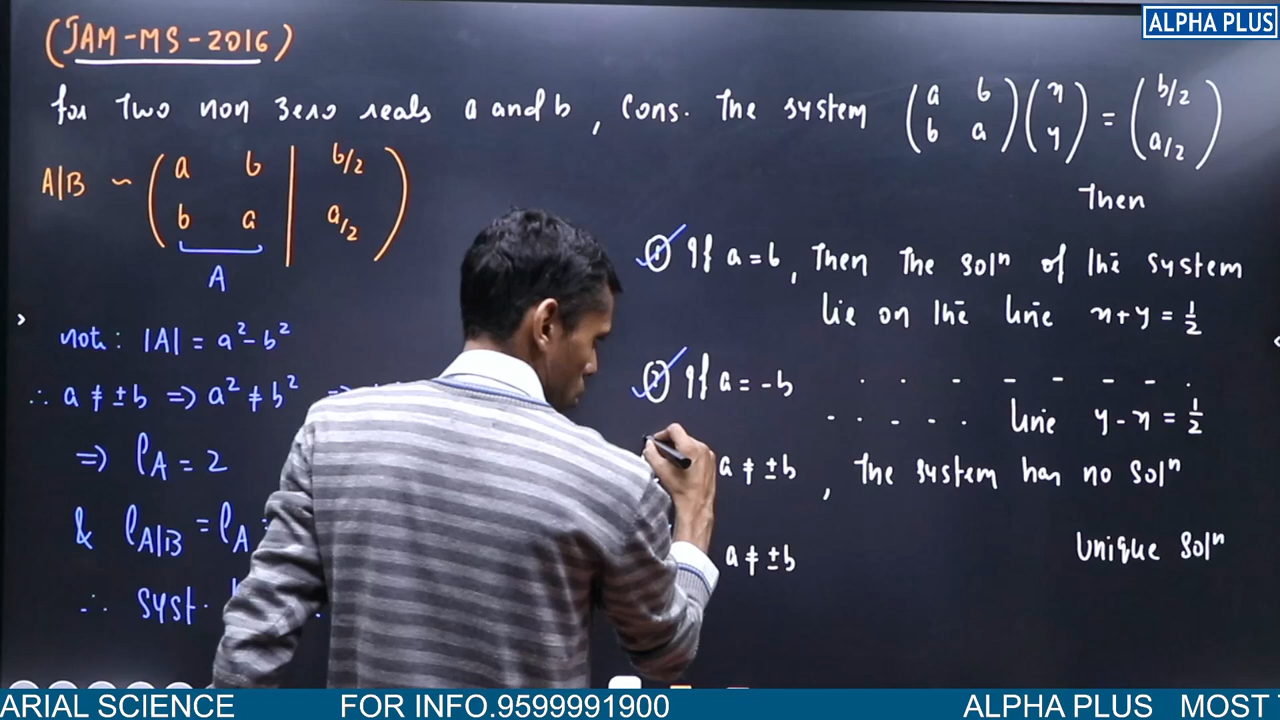 ALPHA PLUS
(JAM-MS-2016)
for Two non zero reals a and b, cons. The system (a b b a)(x y) = (b/2 a/2)
Then
A|B ~ (a b | b/2
b a | a/2)
A
note: |A| = a² - b²
∴ a ≠ ±b => a² ≠ b² =>
=> ρA = 2
& ρA|B = ρA =
∴ syst.
① If a = b, Then the solⁿ of the system
lie on the line x+y = 1/2
② If a = -b . . . - - - - - .
. . . . . line y-x = 1/2
a ≠ ±b, the system has no solⁿ
a ≠ ±b unique solⁿ
ARIAL SCIENCE FOR INFO.9599991900 ALPHA PLUS MOST